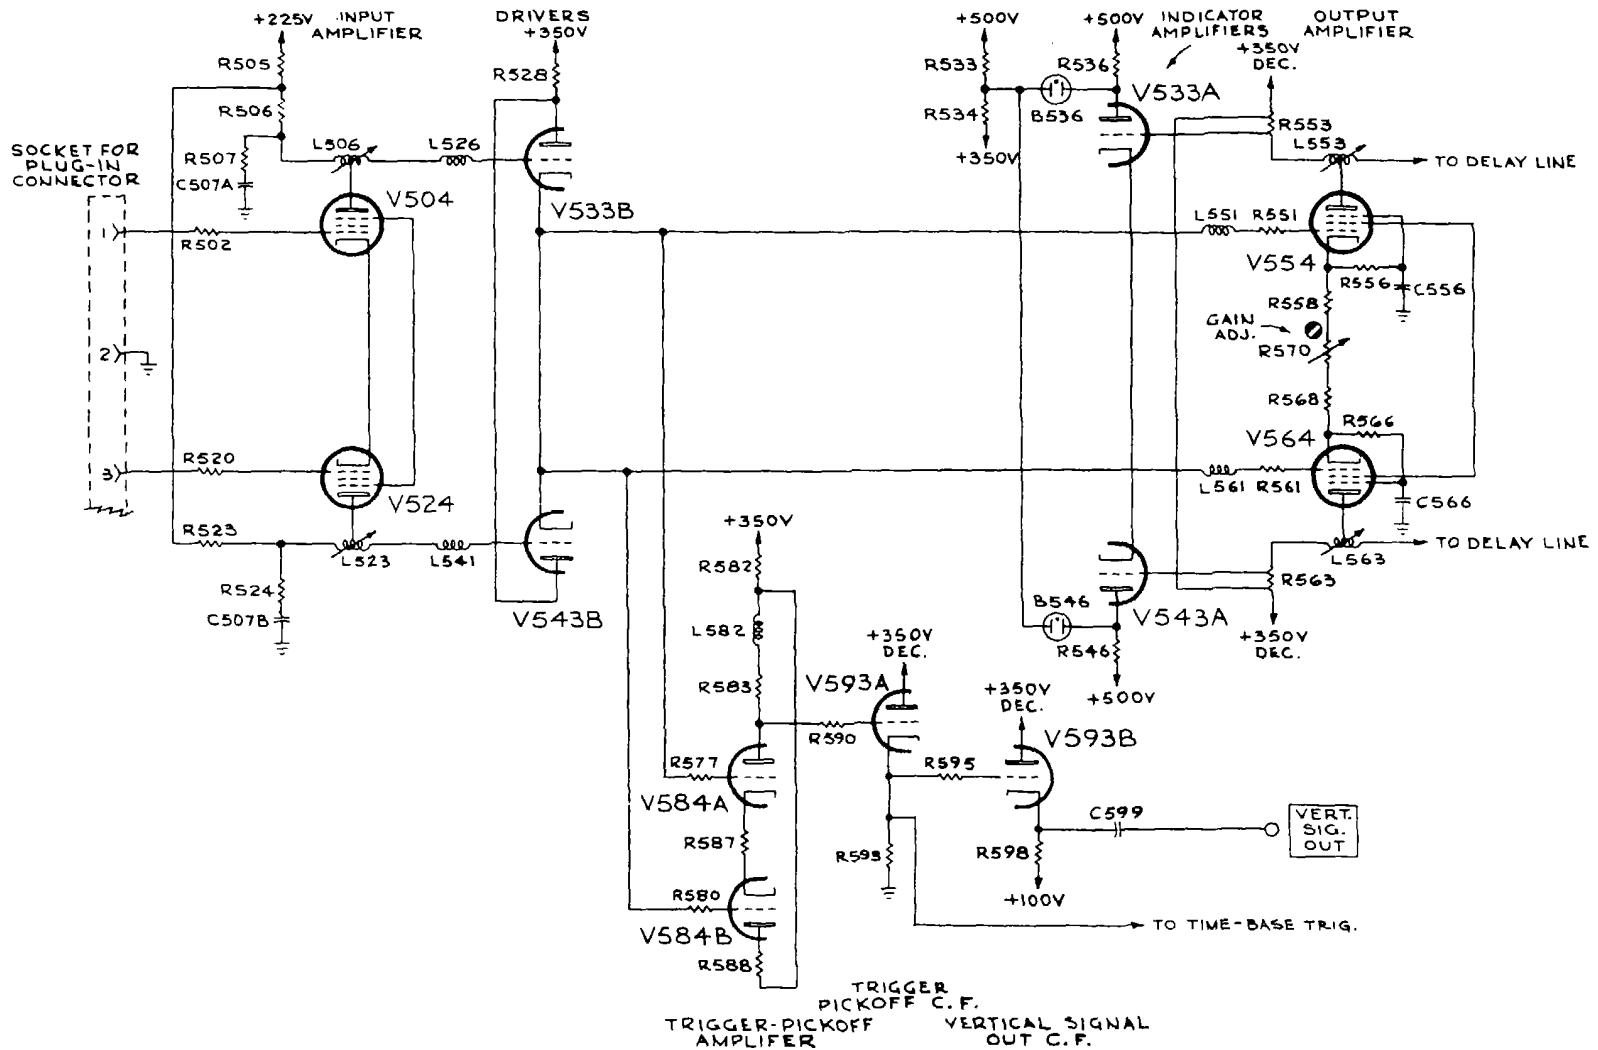 +225V
INPUT
AMPLIFIER
DRIVERS
+350V
+500V
+500V
INDICATOR
AMPLIFIERS
OUTPUT
AMPLIFIER
+350V
DEC.
R505
R528
R533
R536
V533A
R506
R534
B536
R553
SOCKET FOR
PLUG-IN
CONNECTOR
R507
C507A
L506
L526
+350V
L553
TO DELAY LINE
V504
V533B
1
R502
L551
R551
V554
R556
C556
R558
GAIN
ADJ.
R570
2
R568
R566
V564
3
R520
V524
L561
R561
C566
R523
+350V
L523
L541
TO DELAY LINE
L563
R582
R563
R524
C507B
V543B
B546
V543A
L582
+350V
DEC.
R546
+350V
DEC.
R583
V593A
+350V
DEC.
+500V
R590
V593B
R577
R595
V584A
C599
VERT.
SIG.
OUT
R587
R593
R598
R580
+100V
V584B
TO TIME-BASE TRIG.
R588
TRIGGER
PICKOFF C.F.
TRIGGER-PICKOFF
AMPLIFER
VERTICAL SIGNAL
OUT C.F.